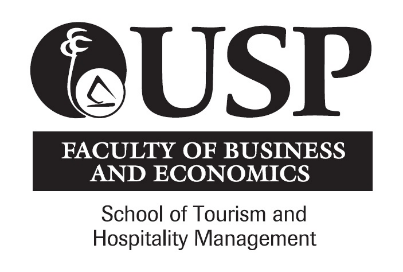 USP
FACULTY OF BUSINESS
AND ECONOMICS
School of Tourism and
Hospitality Management